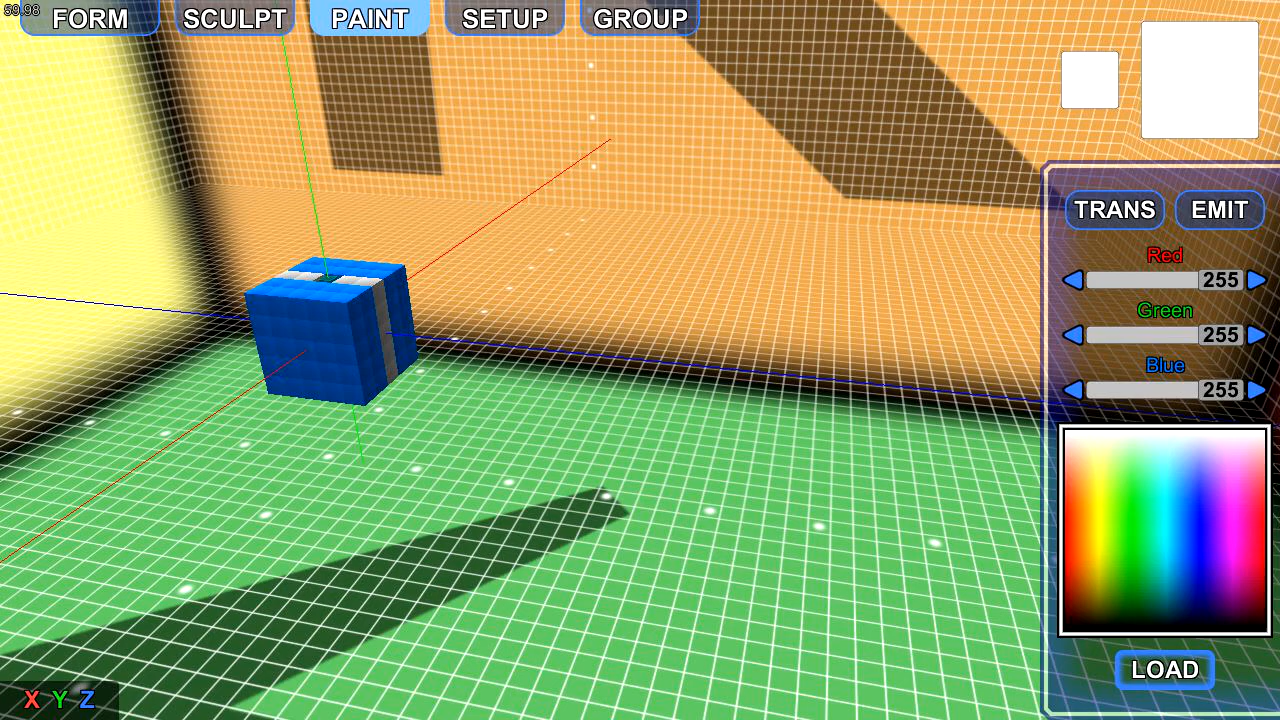 59.98
FORM SCULPT PAINT SETUP GROUP
TRANS EMIT
Red
255
Green
255
Blue
255
LOAD
X Y Z